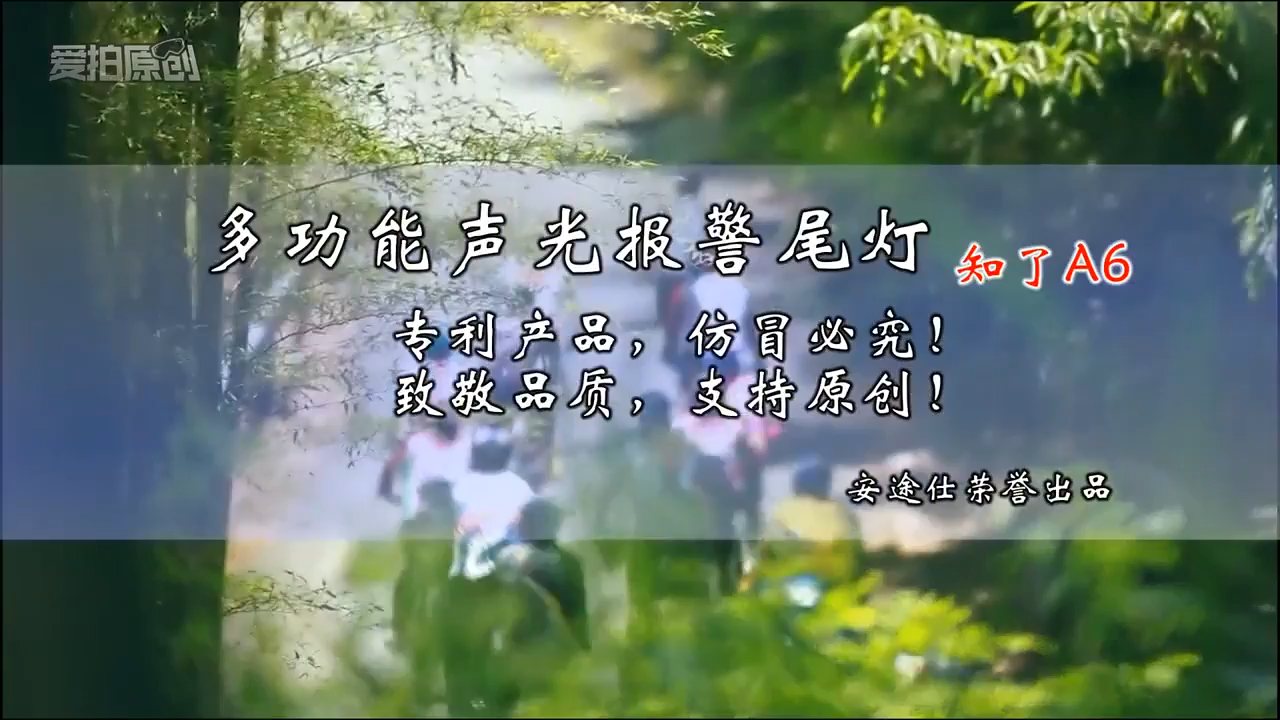 爱拍原创
多功能声光报警尾灯 知了A6
专利产品，仿冒必究！
致敬品质，支持原创！
安途仕荣誉出品